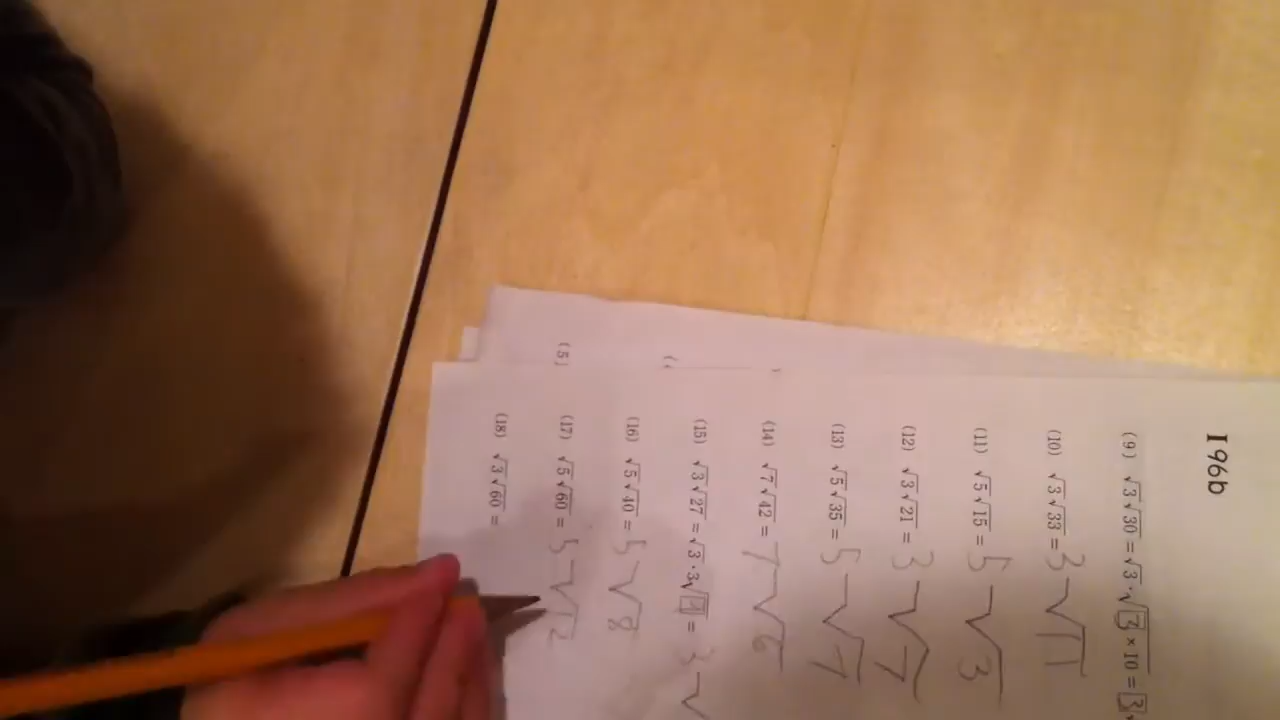 I 96b
(9) √3√30 = √3·√3×10 = 3
(10) √3√33 = 3√11
(11) √5√15 = 5√3
(12) √3√21 = 3√7
(13) √5√35 = 5√7
(14) √7√42 = 7√6
(15) √3√27 = √3·3√ = 3√
(16) √5√40 = 5√8
(17) √5√60 = 5√12
(18) √3√60 =
(5)